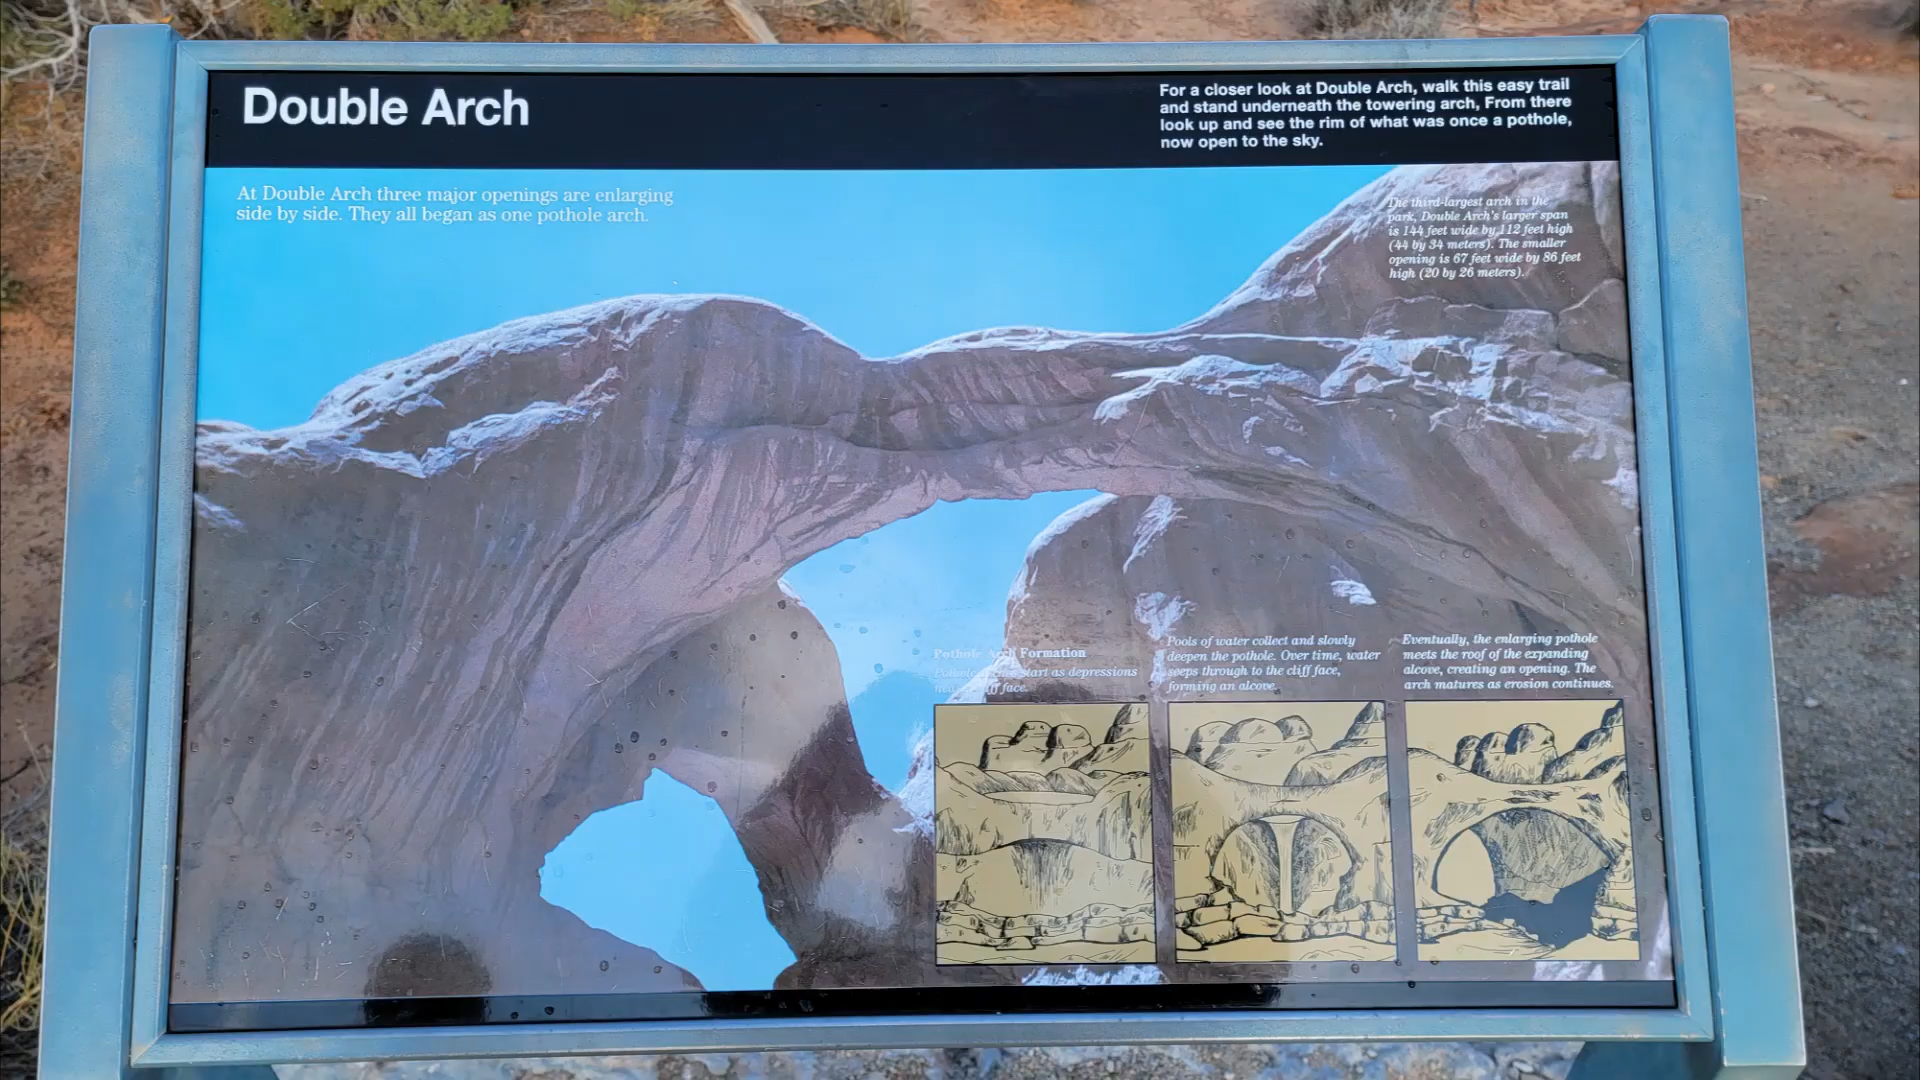 Double Arch
For a closer look at Double Arch, walk this easy trail
and stand underneath the towering arch, From there
look up and see the rim of what was once a pothole,
now open to the sky.
At Double Arch three major openings are enlarging
side by side. They all began as one pothole arch.
The third-largest arch in the
park, Double Arch's larger span
is 144 feet wide by 112 feet high
(44 by 34 meters). The smaller
opening is 67 feet wide by 86 feet
high (20 by 26 meters).
Pothole Arch Formation
start as depressions
face.
Pools of water collect and slowly
deepen the pothole. Over time, water
seeps through to the cliff face,
forming an alcove.
Eventually, the enlarging pothole
meets the roof of the expanding
alcove, creating an opening. The
arch matures as erosion continues.